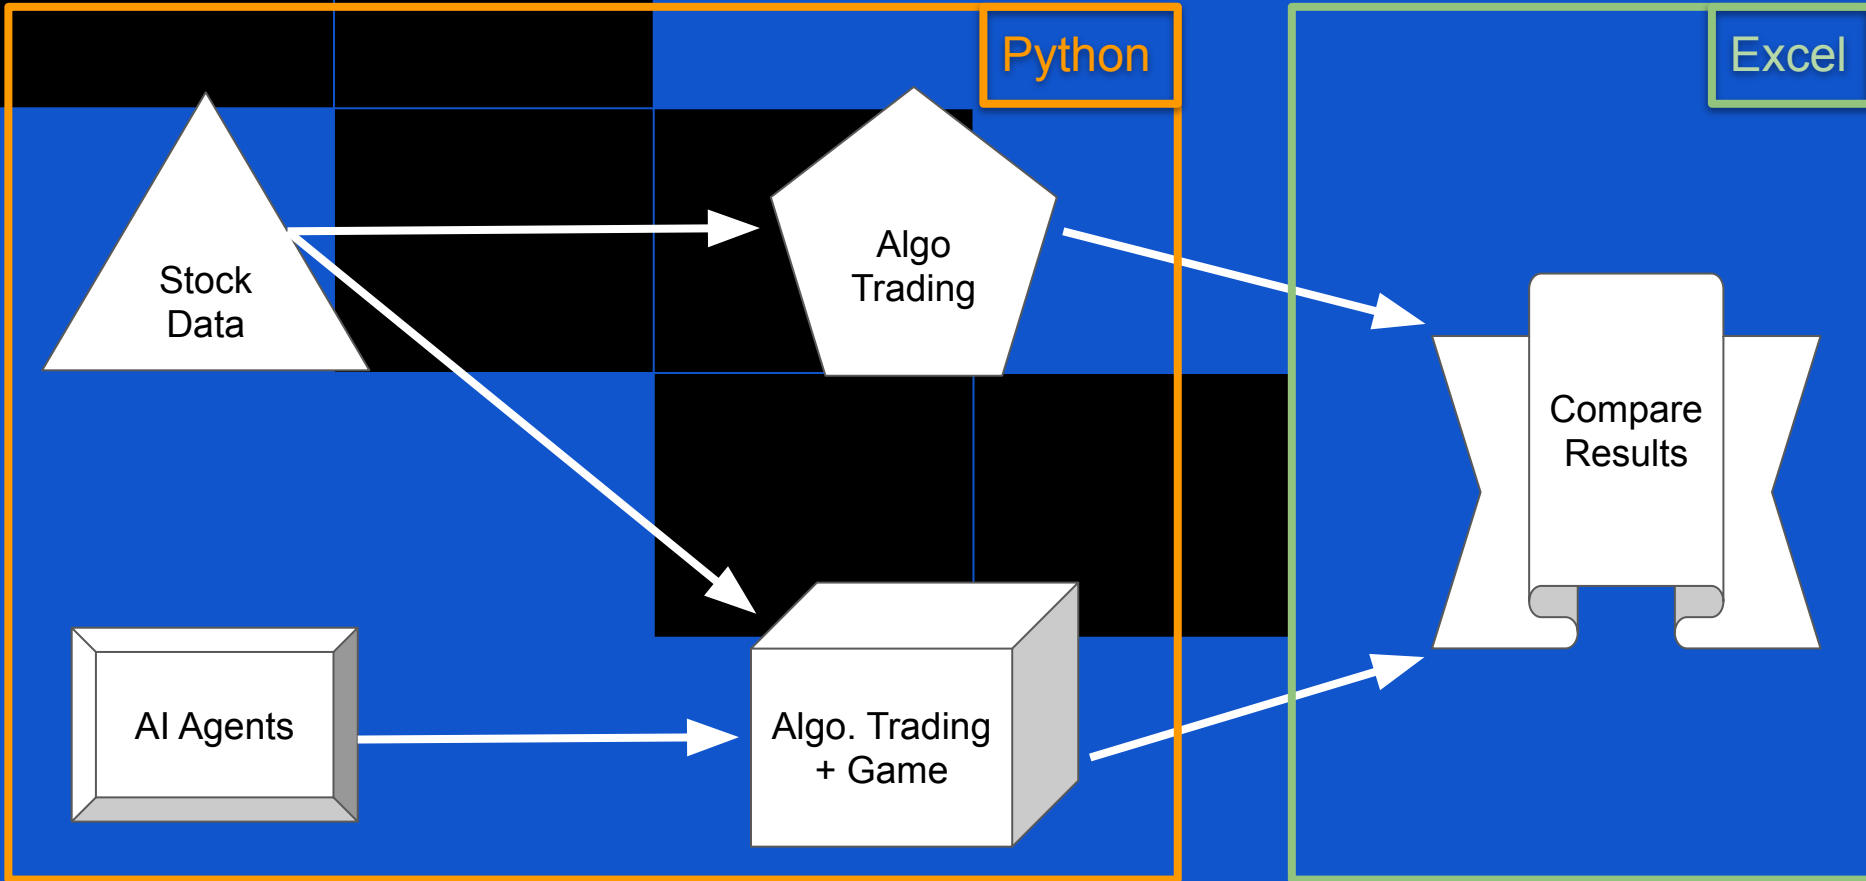 Python
Excel
Stock
Data
Algo
Trading
Compare
Results
AI Agents
Algo. Trading
+ Game